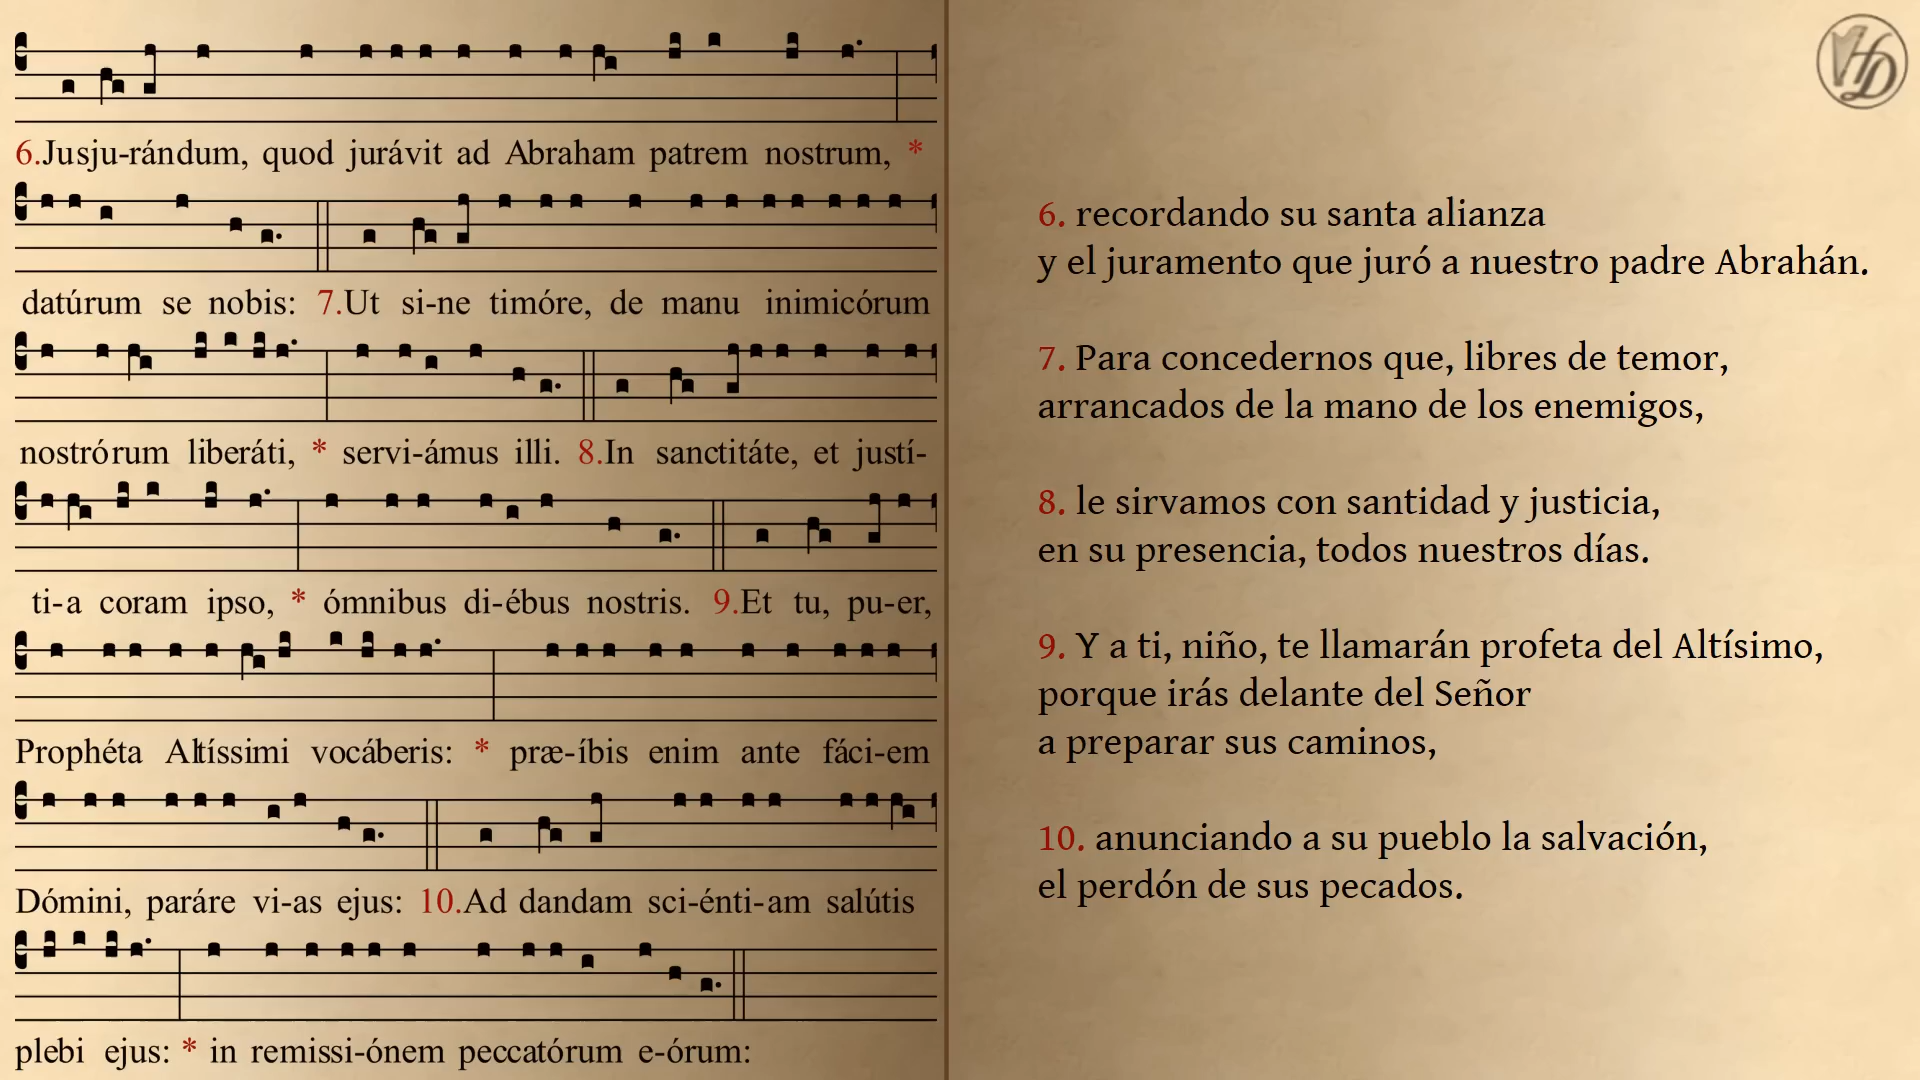 6.Jusju-rándum, quod jurávit ad Abraham patrem nostrum, *
datúrum se nobis: 7.Ut si-ne timóre, de manu inimicórum
nostrórum liberáti, * servi-ámus illi. 8.In sanctitáte, et justí-
ti-a coram ipso, * ómnibus di-ébus nostris. 9.Et tu, pu-er,
Prophéta Altíssimi vocáberis: * præ-íbis enim ante fáci-em
Dómini, paráre vi-as ejus: 10.Ad dandam sci-énti-am salútis
plebi ejus: * in remissi-ónem peccatórum e-órum:
HD
6. recordando su santa alianza
y el juramento que juró a nuestro padre Abrahán.
7. Para concedernos que, libres de temor,
arrancados de la mano de los enemigos,
8. le sirvamos con santidad y justicia,
en su presencia, todos nuestros días.
9. Y a ti, niño, te llamarán profeta del Altísimo,
porque irás delante del Señor
a preparar sus caminos,
10. anunciando a su pueblo la salvación,
el perdón de sus pecados.